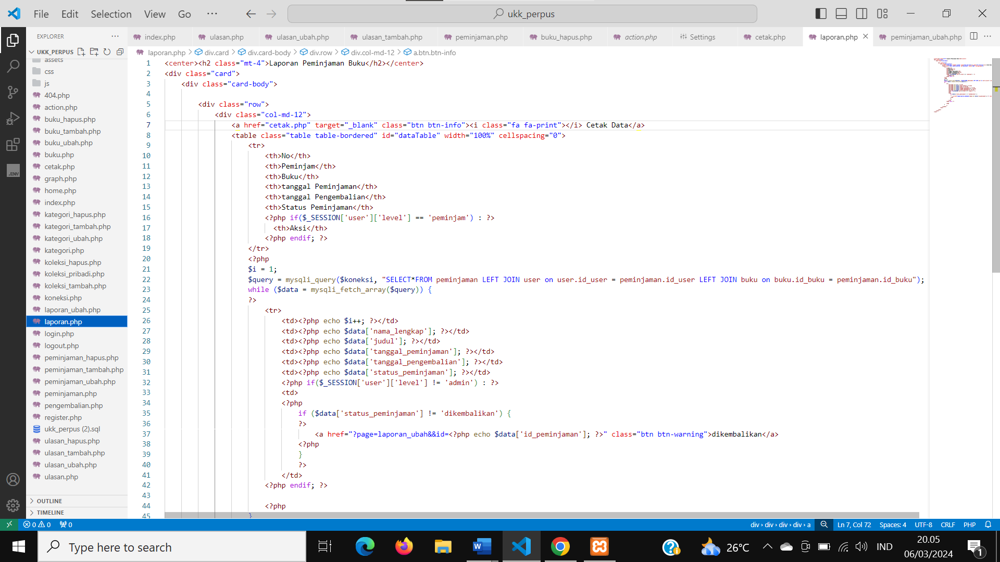 File Edit Selection View Go ··· ukk_perpus
EXPLORER ···
index.php ulasan.php ulasan_ubah.php ulasan_tambah.php peminjaman.php buku_hapus.php action.php Settings cetak.php laporan.php peminjaman_ubah.php ···
UKK_PERPUS
laporan.php > div.card > div.card-body > div.row > div.col-md-12 > a.btn.btn-info
assets
css
js
404.php
action.php
buku_hapus.php
buku_tambah.php
buku_ubah.php
buku.php
cetak.php
graph.php
home.php
index.php
kategori_hapus.php
kategori_tambah.php
kategori_ubah.php
kategori.php
koleksi_hapus.php
koleksi_pribadi.php
koleksi_tambah.php
koneksi.php
laporan_ubah.php
laporan.php
login.php
logout.php
peminjaman_hapus.php
peminjaman_tambah.php
peminjaman_ubah.php
peminjaman.php
pengembalian.php
register.php
ukk_perpus (2).sql
ulasan_hapus.php
ulasan_tambah.php
ulasan_ubah.php
ulasan.php
OUTLINE
TIMELINE
.ENV
1 <center><h2 class="mt-4">Laporan Peminjaman Buku</h2></center>
2 <div class="card">
3 <div class="card-body">
4
5 <div class="row">
6 <div class="col-md-12">
7 <a href="cetak.php" target="_blank" class="btn btn-info"><i class="fa fa-print"></i> Cetak Data</a>
8 <table class="table table-bordered" id="dataTable" width="100%" cellspacing="0">
9 <tr>
10 <th>No</th>
11 <th>Peminjam</th>
12 <th>Buku</th>
13 <th>tanggal Peminjaman</th>
14 <th>tanggal Pengembalian</th>
15 <th>Status Peminjaman</th>
16 <?php if($_SESSION['user']['level'] == 'peminjam') : ?>
17 <th>Aksi</th>
18 <?php endif; ?>
19 </tr>
20 <?php
21 $i = 1;
22 $query = mysqli_query($koneksi, "SELECT*FROM peminjaman LEFT JOIN user on user.id_user = peminjaman.id_user LEFT JOIN buku on buku.id_buku = peminjaman.id_buku");
23 while ($data = mysqli_fetch_array($query)) {
24 ?>
25 <tr>
26 <td><?php echo $i++; ?></td>
27 <td><?php echo $data['nama_lengkap']; ?></td>
28 <td><?php echo $data['judul']; ?></td>
29 <td><?php echo $data['tanggal_peminjaman']; ?></td>
30 <td><?php echo $data['tanggal_pengembalian']; ?></td>
31 <td><?php echo $data['status_peminjaman']; ?></td>
32 <?php if($_SESSION['user']['level'] != 'admin') : ?>
33 <td>
34 <?php
35 if ($data['status_peminjaman'] != 'dikembalikan') {
36 ?>
37 <a href="?page=laporan_ubah&&id=<?php echo $data['id_peminjaman']; ?>" class="btn btn-warning">dikembalikan</a>
38 <?php
39 }
40 ?>
41 </td>
42 <?php endif; ?>
43
44 <?php
45 }
0 0 0 div > div > div > div > a Ln 7, Col 72 Spaces: 4 UTF-8 CRLF PHP
Type here to search 26°C IND 20.05
06/03/2024
1